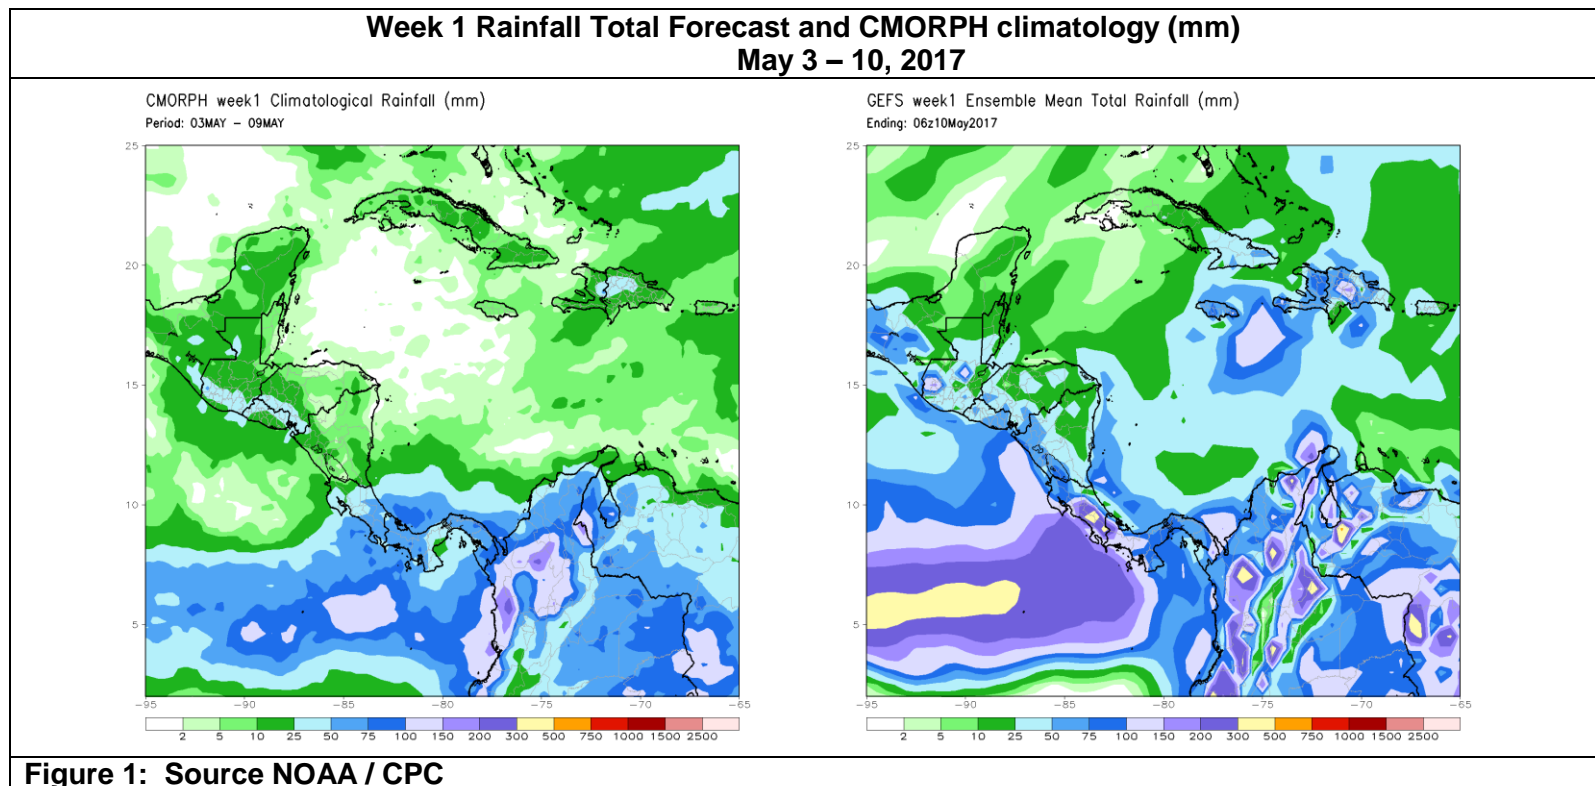 Week 1 Rainfall Total Forecast and CMORPH climatology (mm)
May 3 – 10, 2017
CMORPH week1 Climatological Rainfall (mm)
Period: 03MAY – 09MAY
25
20
15
10
5
−95 −90 −85 −80 −75 −70 −65
2 5 10 25 50 75 100 150 200 300 500 750 1000 1500 2500
GEFS week1 Ensemble Mean Total Rainfall (mm)
Ending: 06z10May2017
25
20
15
10
5
−95 −90 −85 −80 −75 −70 −65
2 5 10 25 50 75 100 150 200 300 500 750 1000 1500 2500
Figure 1: Source NOAA / CPC